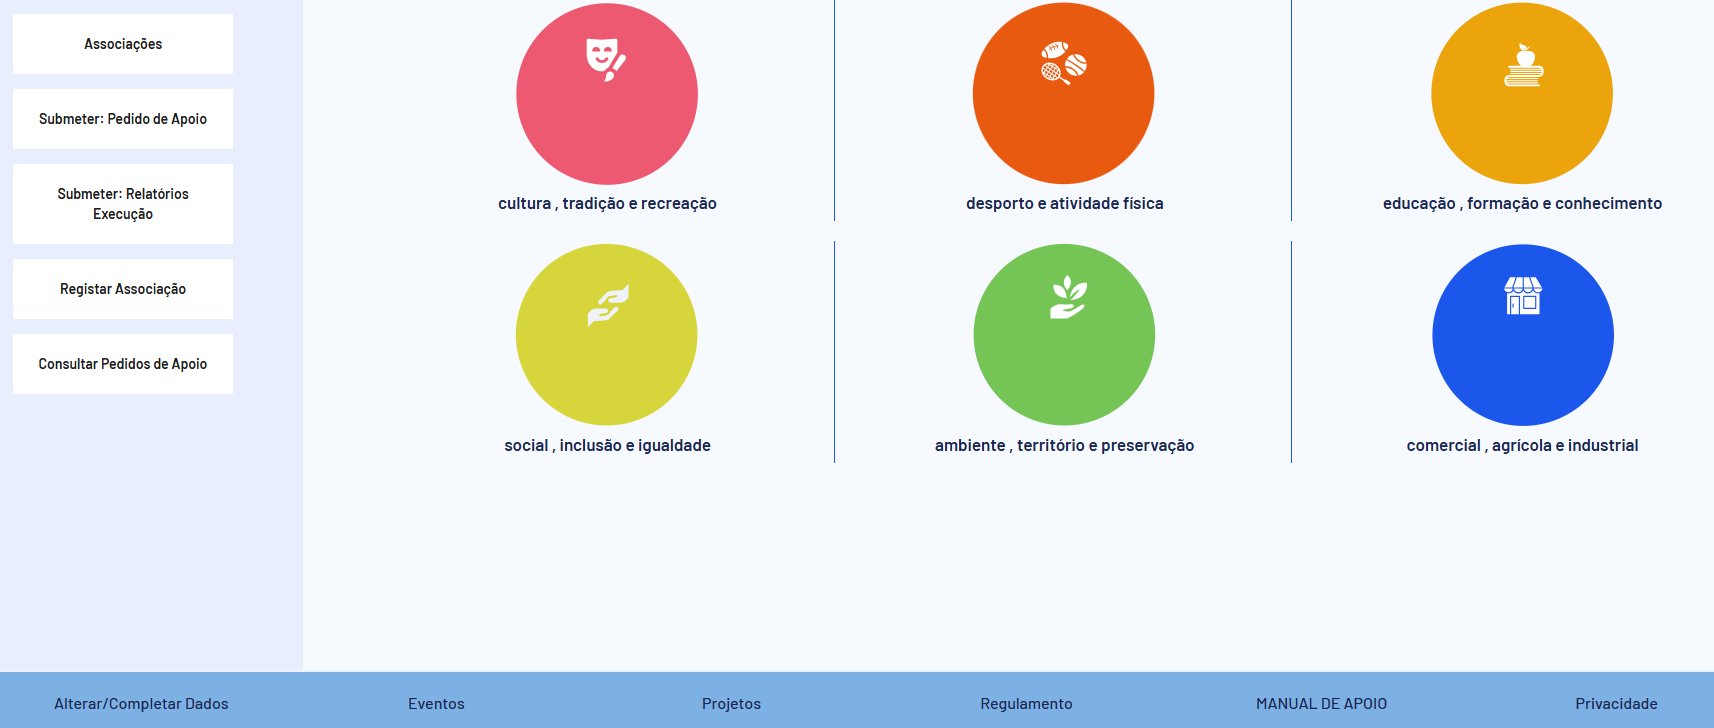 Associações
Submeter: Pedido de Apoio
Submeter: Relatórios
Execução
Registar Associação
Consultar Pedidos de Apoio
cultura , tradição e recreação
desporto e atividade física
educação , formação e conhecimento
social , inclusão e igualdade
ambiente , território e preservação
comercial , agrícola e industrial
Alterar/Completar Dados
Eventos
Projetos
Regulamento
MANUAL DE APOIO
Privacidade